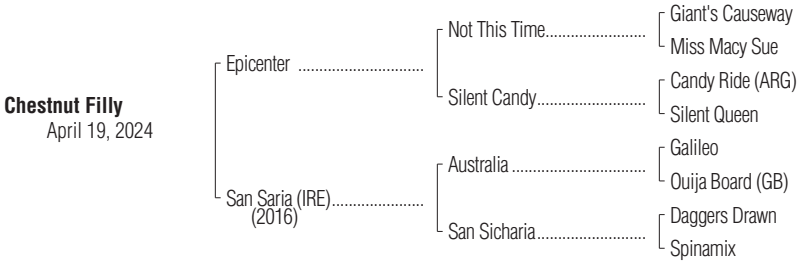 Giant's Causeway
Not This Time
Miss Macy Sue
Epicenter
Candy Ride (ARG)
Silent Candy
Silent Queen
Chestnut Filly
April 19, 2024
Galileo
Australia
Ouija Board (GB)
San Saria (IRE)
(2016)
Daggers Drawn
San Sicharia
Spinamix